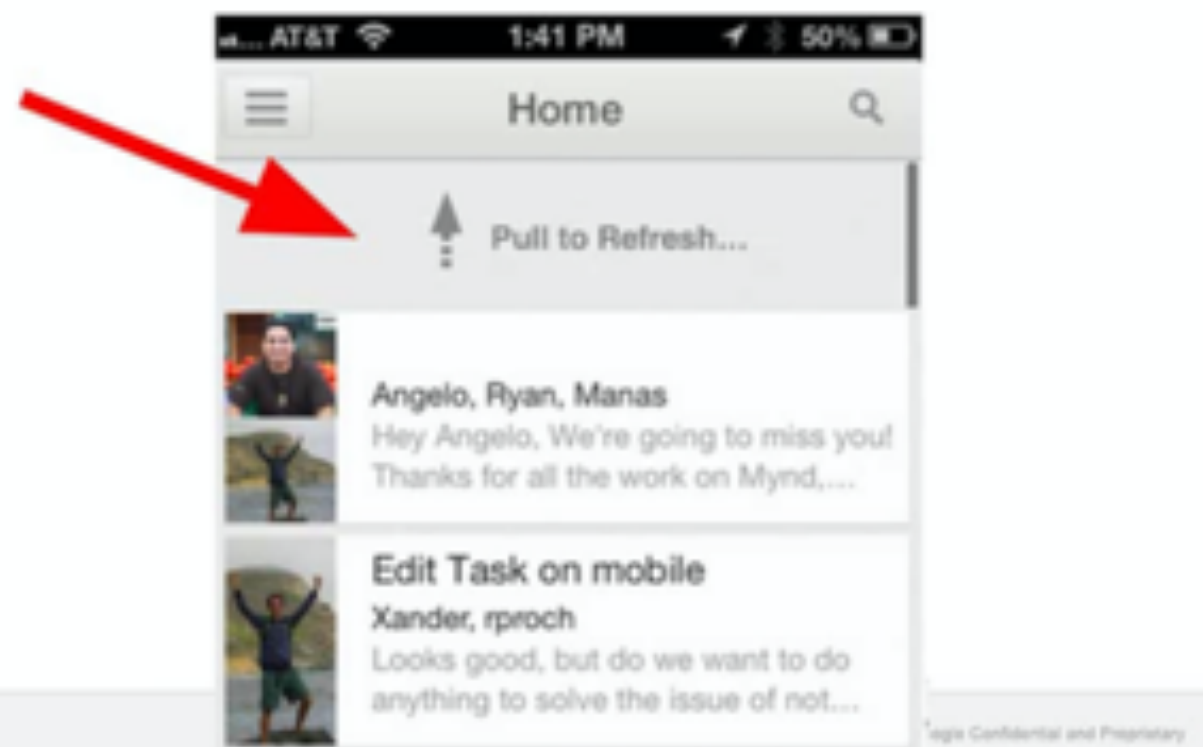 AT&T 1:41 PM 50%
Home
Pull to Refresh...
Angelo, Ryan, Manas
Hey Angelo, We're going to miss you!
Thanks for all the work on Mynd,...
Edit Task on mobile
Xander, rproch
Looks good, but do we want to do
anything to solve the issue of not...
Confidential and Proprietary